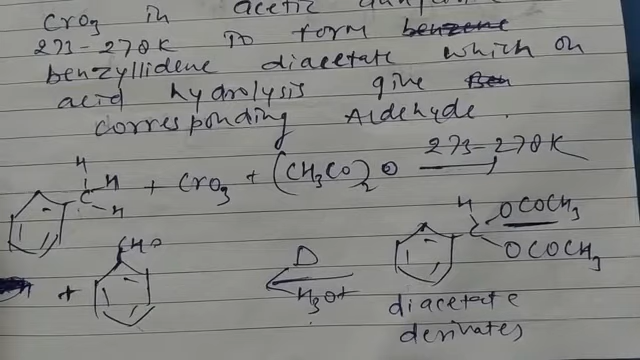 CrO3 in acetic
273-278K to form benzene
benzyllidene diacetate which on
acid hydrolysis give Ben
corresponding Aldehyde.
H
C H + CrO3 + (CH3CO)2O 273-278K
H
H
C OCOCH3
OCOCH3
+ CHO
Δ
H3O+
diacetate
derivates